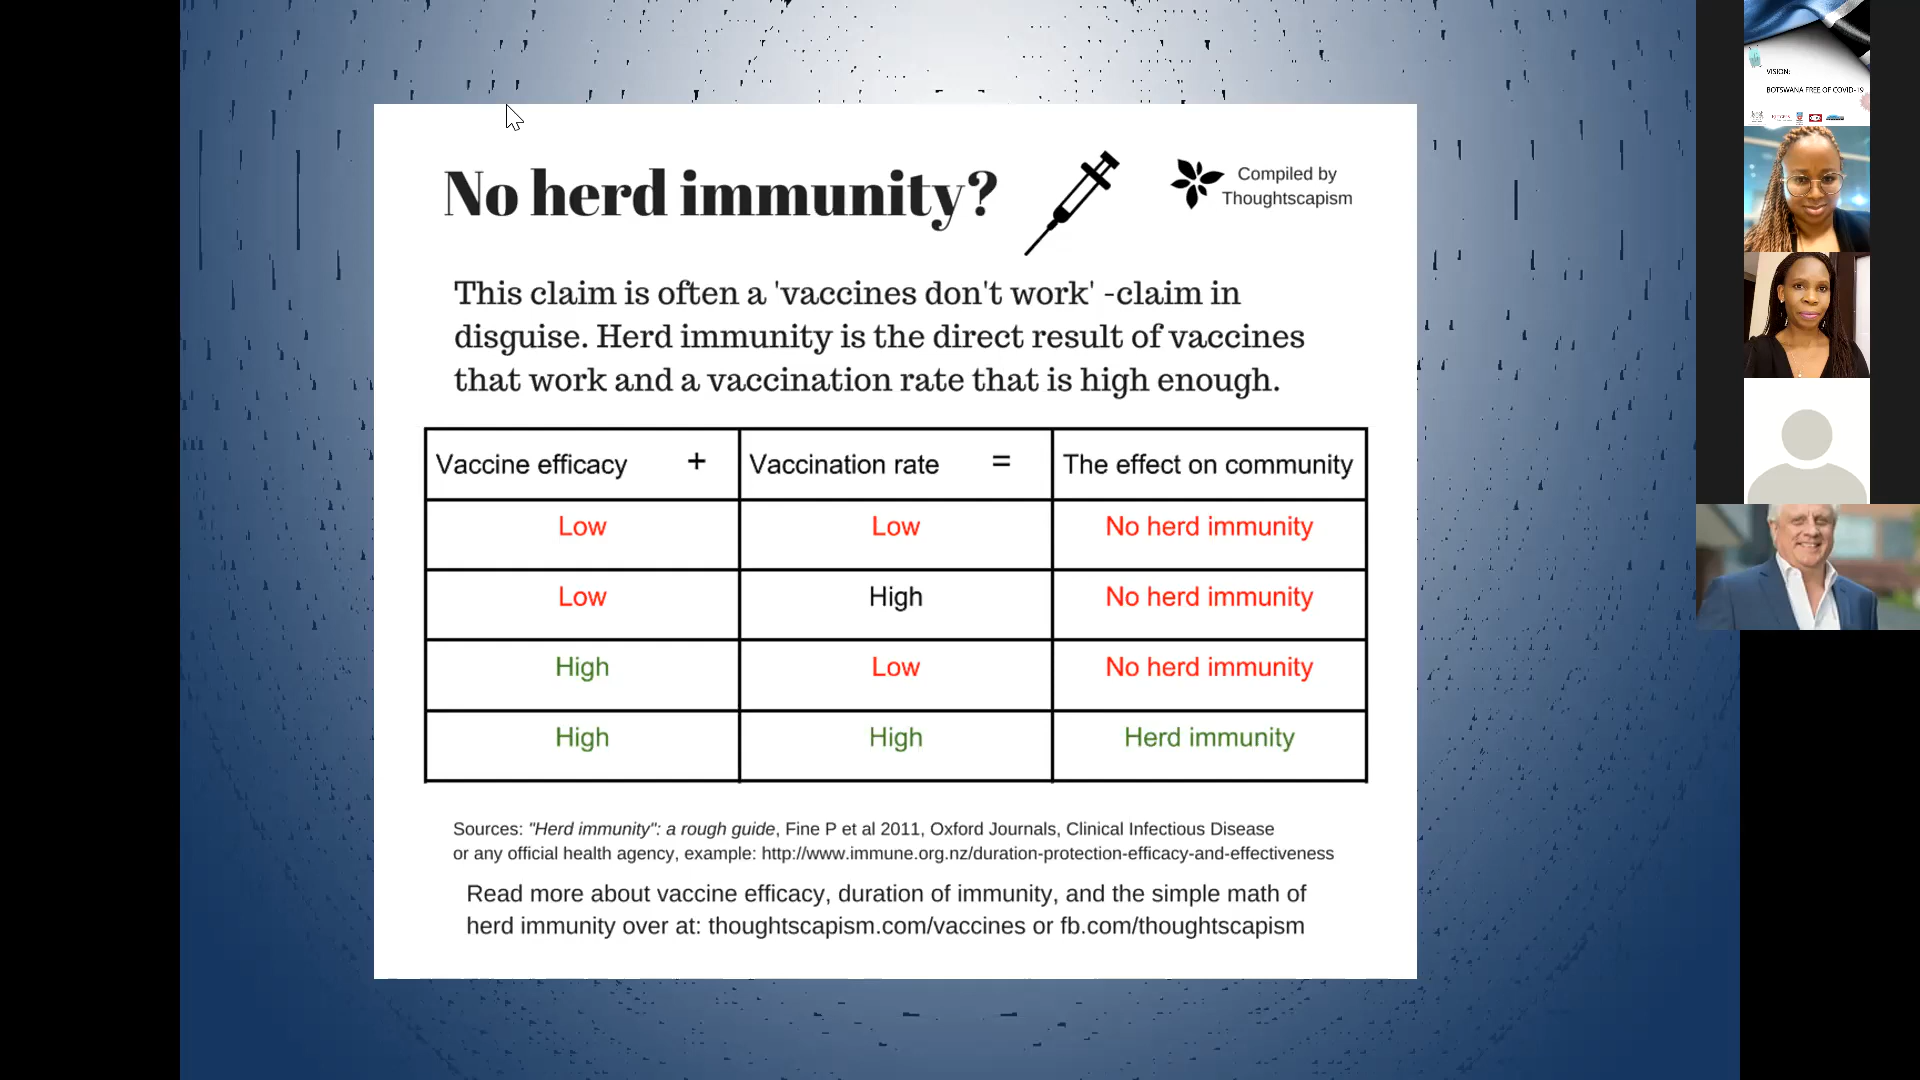 No herd immunity?
Compiled by
Thoughtscapism
This claim is often a 'vaccines don't work' -claim in
disguise. Herd immunity is the direct result of vaccines
that work and a vaccination rate that is high enough.
Vaccine efficacy + Vaccination rate = The effect on community
Low Low No herd immunity
Low High No herd immunity
High Low No herd immunity
High High Herd immunity
Sources: "Herd immunity": a rough guide, Fine P et al 2011, Oxford Journals, Clinical Infectious Disease
or any official health agency, example: http://www.immune.org.nz/duration-protection-efficacy-and-effectiveness
Read more about vaccine efficacy, duration of immunity, and the simple math of
herd immunity over at: thoughtscapism.com/vaccines or fb.com/thoughtscapism
VISION:
BOTSWANA FREE OF COVID-19